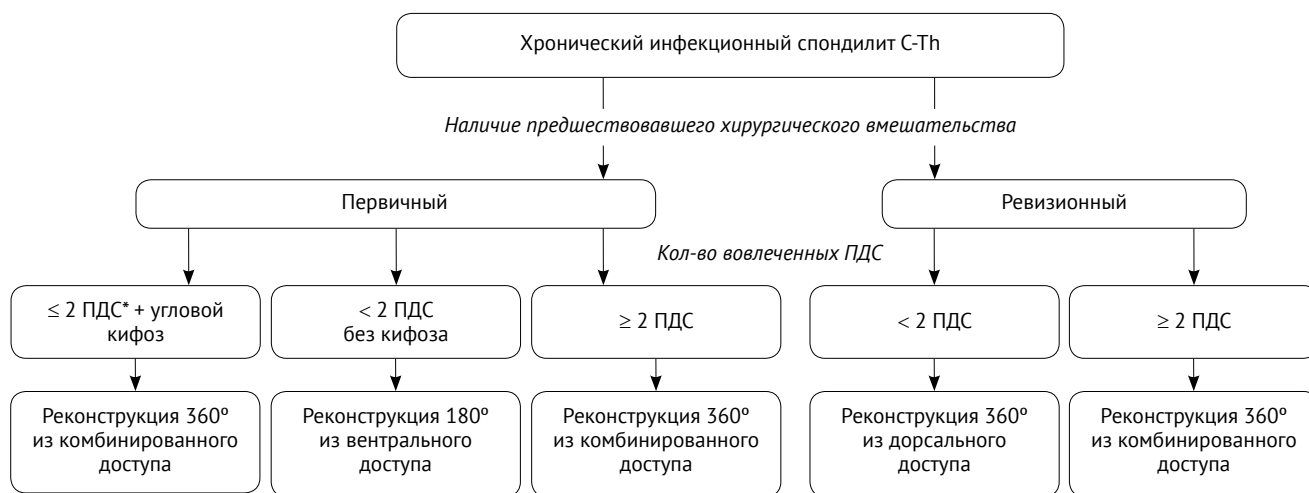 Хронический инфекционный спондилит C-Th
Наличие предшествовавшего хирургического вмешательства
Первичный
Ревизионный
Кол-во вовлеченных ПДС
≤ 2 ПДС* + угловой
кифоз
< 2 ПДС
без кифоза
≥ 2 ПДС
< 2 ПДС
≥ 2 ПДС
Реконструкция 360º
из комбинированного
доступа
Реконструкция 180º
из вентрального
доступа
Реконструкция 360º
из комбинированного
доступа
Реконструкция 360º
из дорсального
доступа
Реконструкция 360º
из комбинированного
доступа